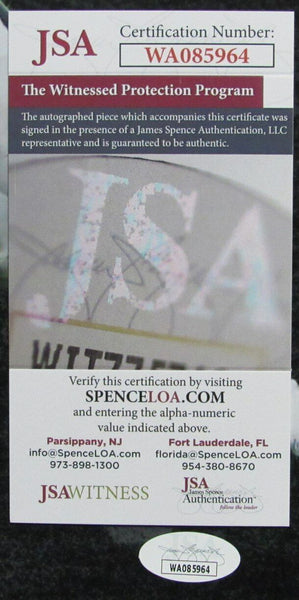 JSA
Certification Number:
WA085964
The Witnessed Protection Program
The autographed piece which accompanies this certificate was
signed in the presence of a James Spence Authentication, LLC
representative and is guaranteed to be authentic.
JSA
Verify this certification by visiting
SPENCELOA.COM
and entering the alpha-numeric
value indicated above.
Parsippany, NJ
info@SpenceLOA.com
973-898-1300
Fort Lauderdale, FL
florida@SpenceLOA.com
954-380-8670
JSAWITNESS
JSA
James Spence
Authentication
follow the leader
WA085964